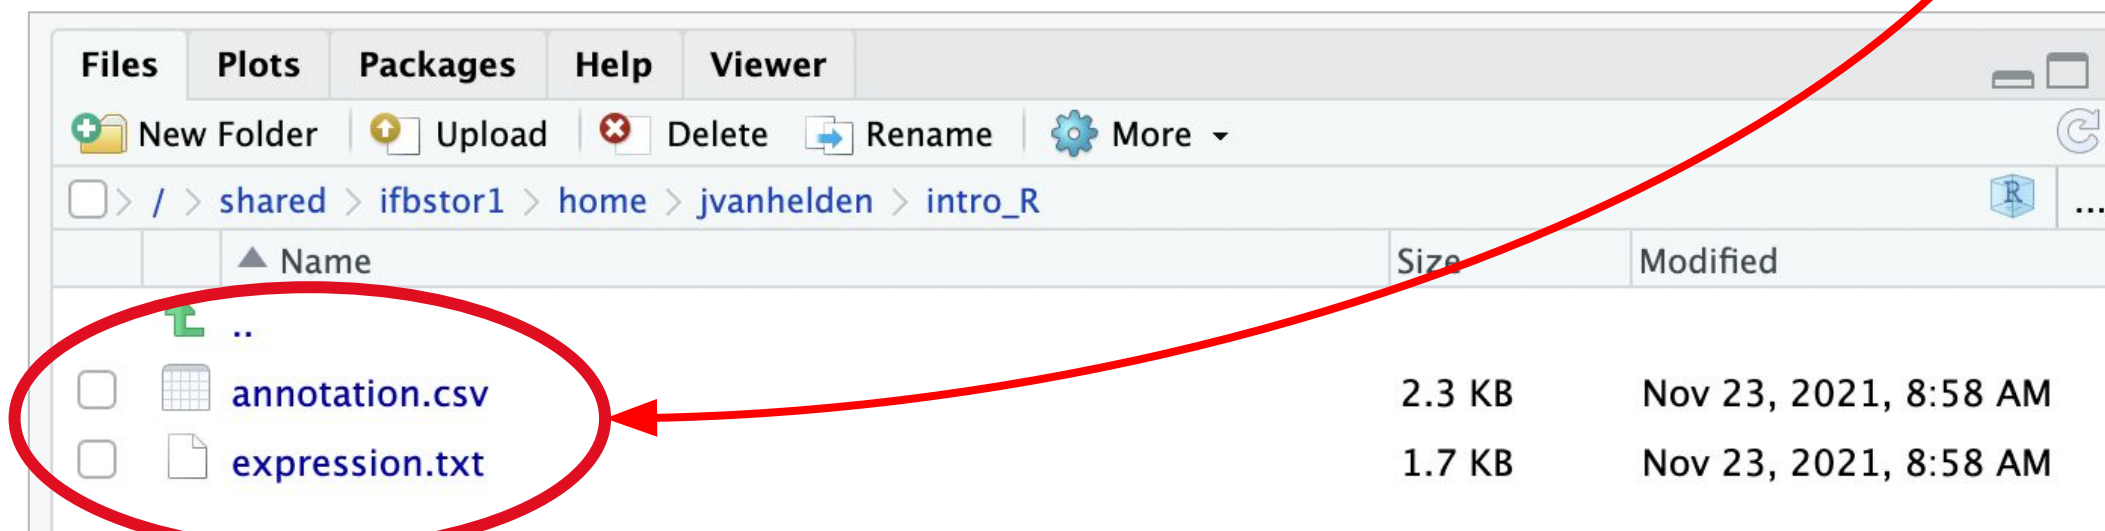 Files Plots Packages Help Viewer
New Folder Upload Delete Rename More
/ > shared > ifbstor1 > home > jvanhelden > intro_R R ...
Name Size Modified
..
annotation.csv 2.3 KB Nov 23, 2021, 8:58 AM
expression.txt 1.7 KB Nov 23, 2021, 8:58 AM